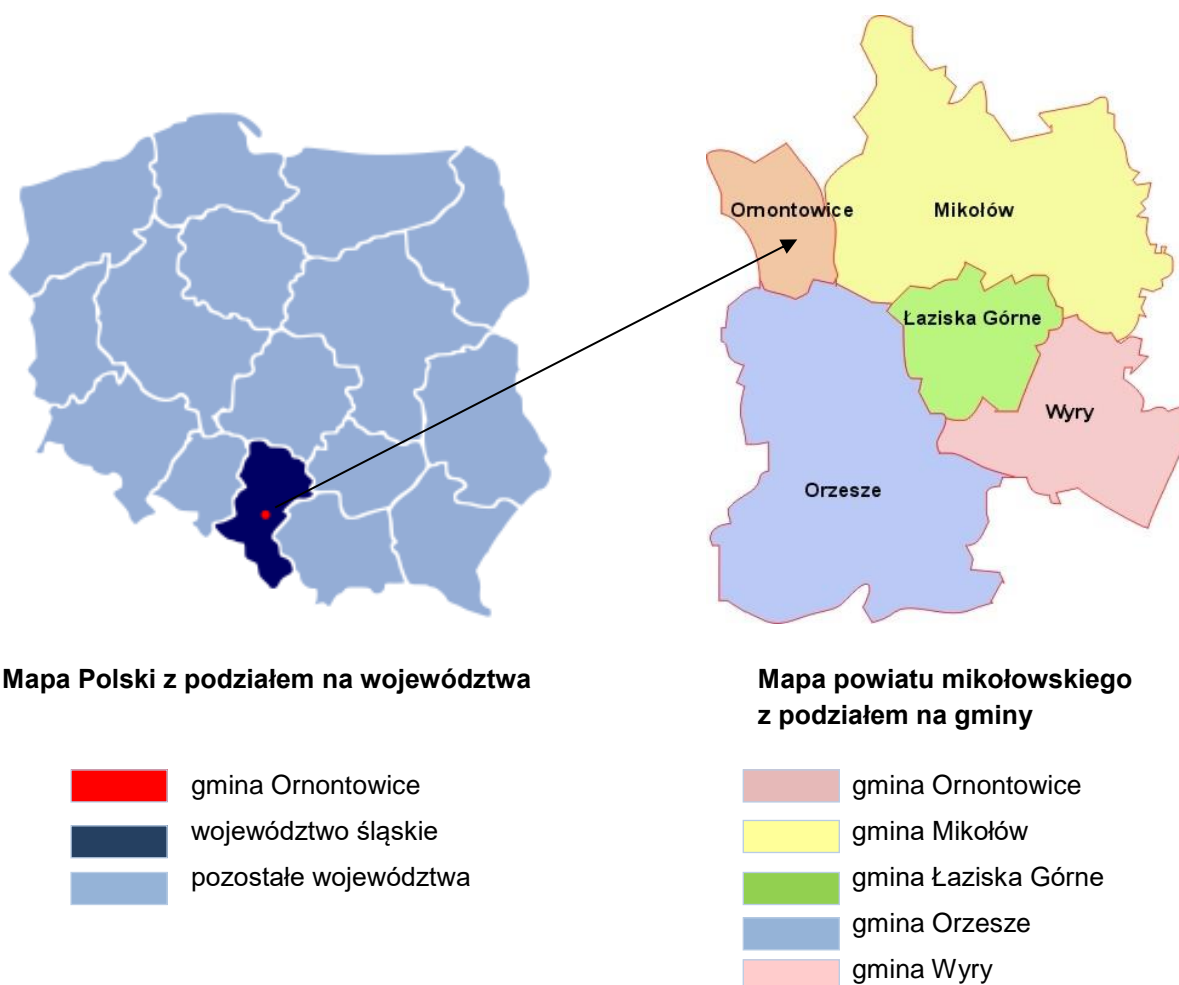 Ornontowice
Mikołów
Łaziska Górne
Wyry
Orzesze
Mapa Polski z podziałem na województwa
gmina Ornontowice
województwo śląskie
pozostałe województwa
Mapa powiatu mikołowskiego
z podziałem na gminy
gmina Ornontowice
gmina Mikołów
gmina Łaziska Górne
gmina Orzesze
gmina Wyry